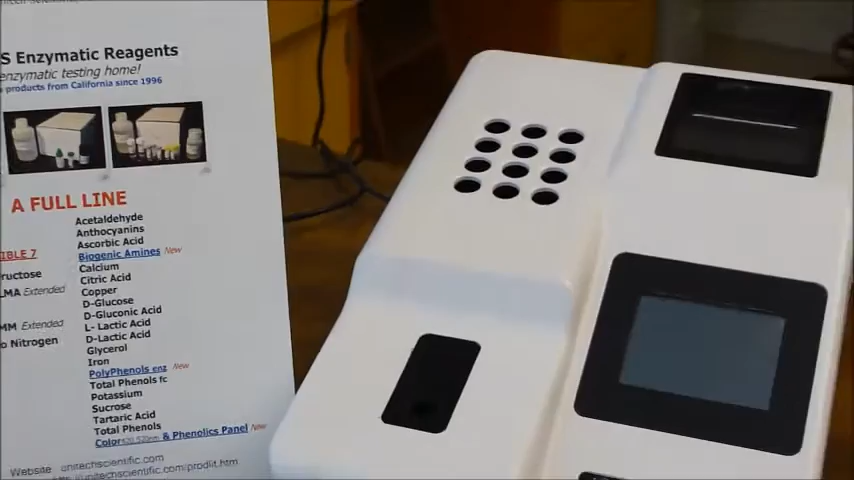 S Enzymatic Reagents
enzymatic testing home!
products from California since 1996
A FULL LINE
Acetaldehyde
Anthocyanins
Ascorbic Acid
IBLE 7
Biogenic Amines New
Calcium
ructose
Citric Acid
LMA Extended
Copper
D-Glucose
D-Gluconic Acid
MM Extended
L- Lactic Acid
D-Lactic Acid
o Nitrogen
Glycerol
Iron
PolyPhenols enz New
Total Phenols fc
Potassium
Sucrose
Tartaric Acid
Total Phenols
Color420,520nm & Phenolics Panel New
Website unitechscientific.com
unitechscientific.com/prodlit.htm